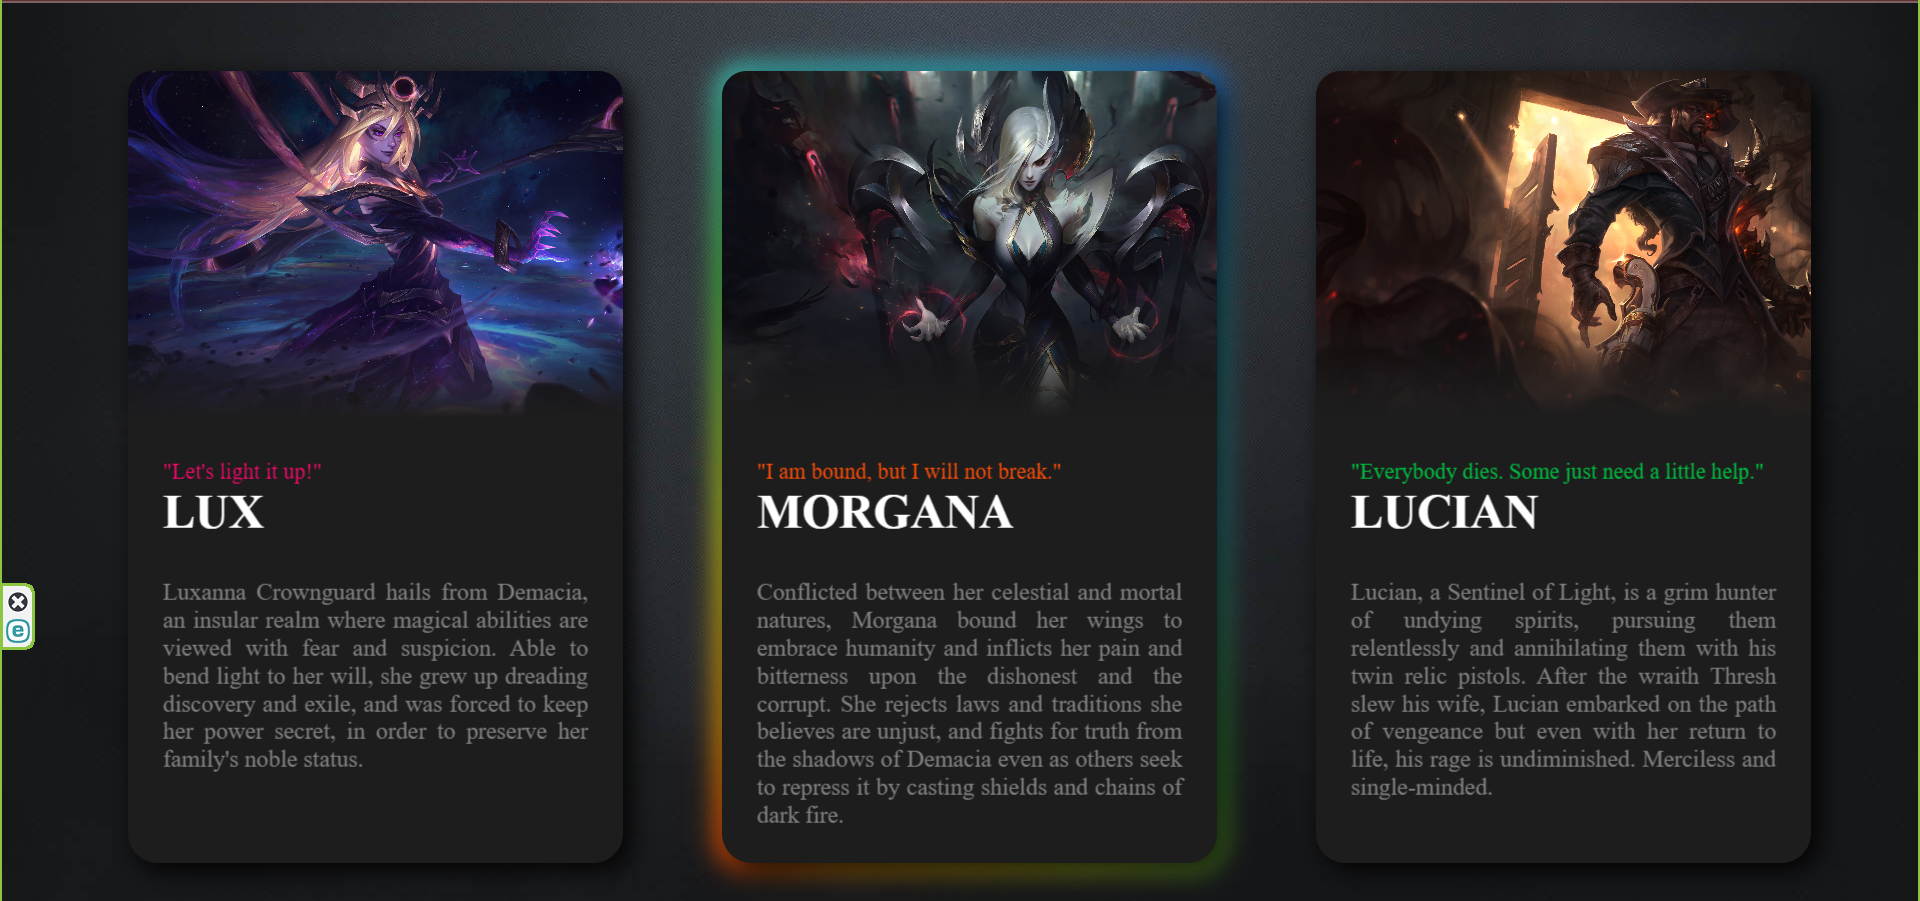 "Let's light it up!"
LUX
Luxanna Crownguard hails from Demacia,
an insular realm where magical abilities are
viewed with fear and suspicion. Able to
bend light to her will, she grew up dreading
discovery and exile, and was forced to keep
her power secret, in order to preserve her
family's noble status.
"I am bound, but I will not break."
MORGANA
Conflicted between her celestial and mortal
natures, Morgana bound her wings to
embrace humanity and inflicts her pain and
bitterness upon the dishonest and the
corrupt. She rejects laws and traditions she
believes are unjust, and fights for truth from
the shadows of Demacia even as others seek
to repress it by casting shields and chains of
dark fire.
"Everybody dies. Some just need a little help."
LUCIAN
Lucian, a Sentinel of Light, is a grim hunter
of undying spirits, pursuing them
relentlessly and annihilating them with his
twin relic pistols. After the wraith Thresh
slew his wife, Lucian embarked on the path
of vengeance but even with her return to
life, his rage is undiminished. Merciless and
single-minded.